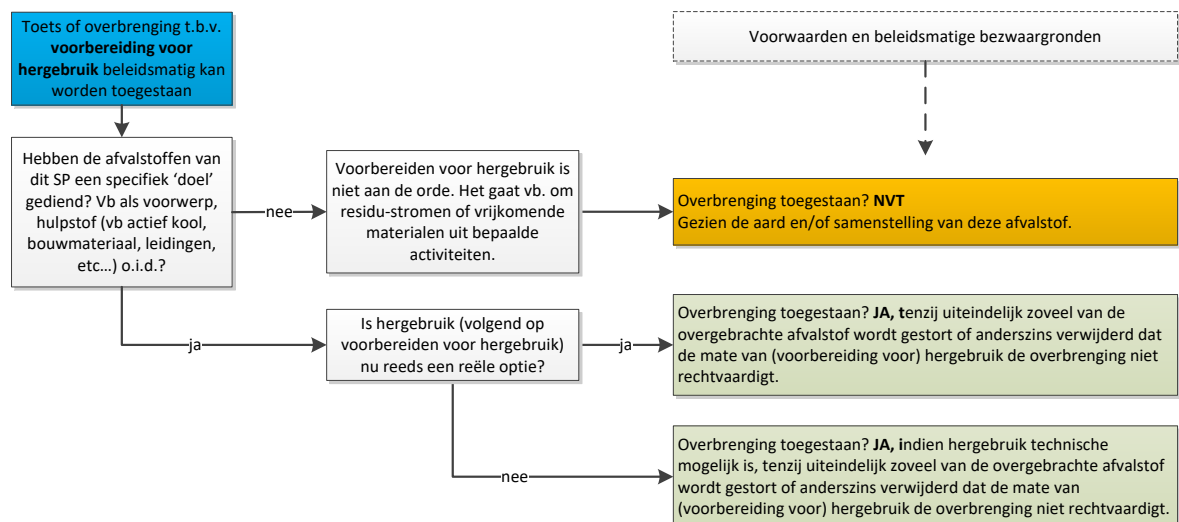 Toets of overbrenging t.b.v.
voorbereiding voor
hergebruik beleidsmatig kan
worden toegestaan
Voorwaarden en beleidsmatige bezwaargronden
Hebben de afvalstoffen van
dit SP een specifiek ‘doel’
gediend? Vb als voorwerp,
hulpstof (vb actief kool,
bouwmateriaal, leidingen,
etc…) o.i.d.?
nee
Voorbereiden voor hergebruik is
niet aan de orde. Het gaat vb. om
residu-stromen of vrijkomende
materialen uit bepaalde
activiteiten.
Overbrenging toegestaan? NVT
Gezien de aard en/of samenstelling van deze afvalstof.
ja
Is hergebruik (volgend op
voorbereiden voor hergebruik)
nu reeds een reële optie?
ja
Overbrenging toegestaan? JA, tenzij uiteindelijk zoveel van de
overgebrachte afvalstof wordt gestort of anderszins verwijderd dat
de mate van (voorbereiding voor) hergebruik de overbrenging niet
rechtvaardigt.
nee
Overbrenging toegestaan? JA, indien hergebruik technische
mogelijk is, tenzij uiteindelijk zoveel van de overgebrachte afvalstof
wordt gestort of anderszins verwijderd dat de mate van
(voorbereiding voor) hergebruik de overbrenging niet rechtvaardigt.